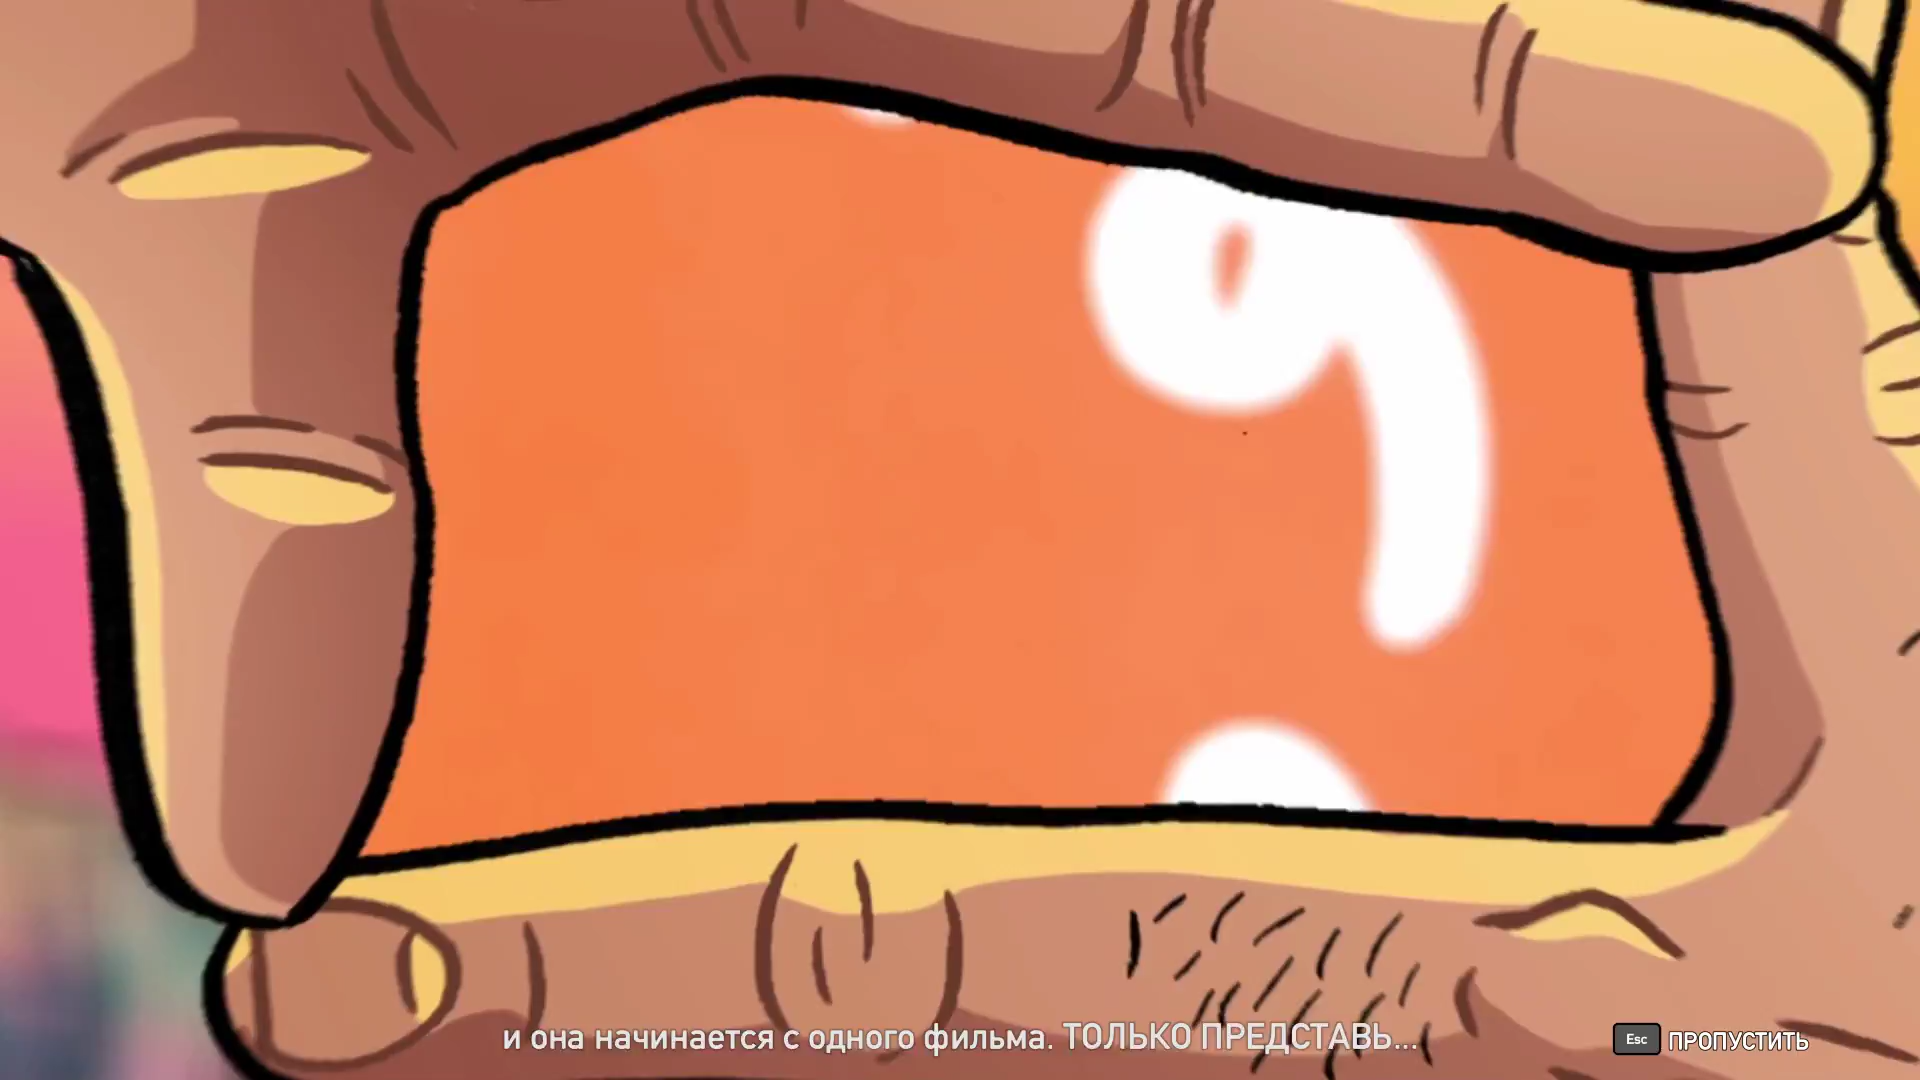 и она начинается с одного фильма. ТОЛЬКО ПРЕДСТАВЬ...
Esc ПРОПУСТИТЬ